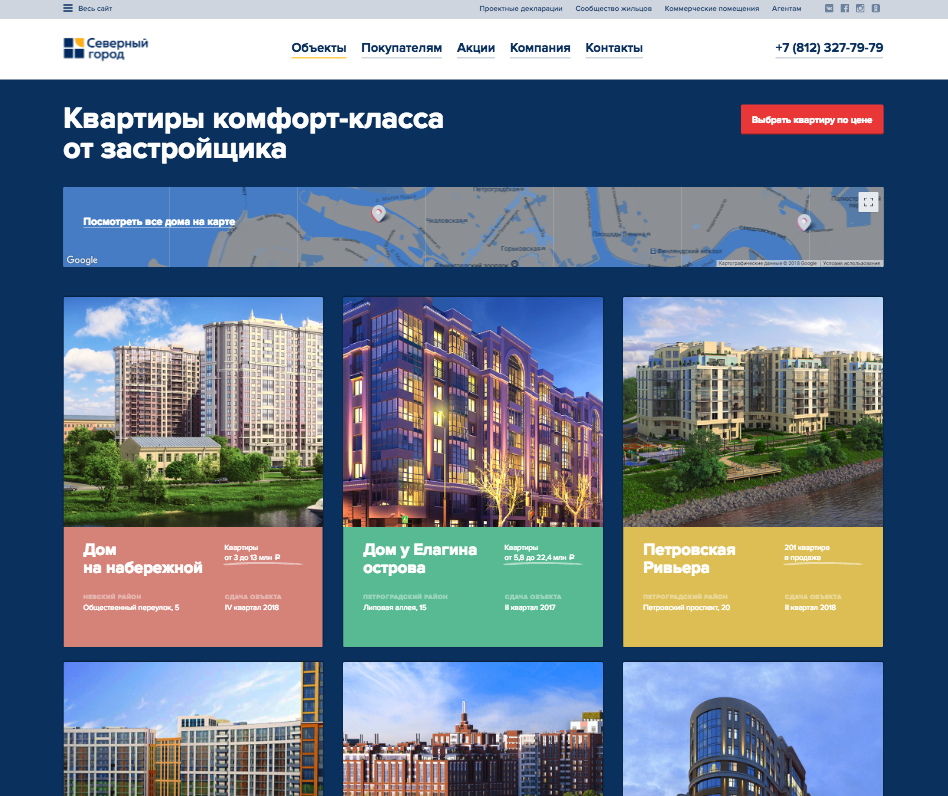 Весь сайт
Проектные декларации Сообщество жильцов Коммерческие помещения Агентам
Северный
город
Объекты Покупателям Акции Компания Контакты
+7 (812) 327-79-79
Квартиры комфорт-класса
от застройщика
Выбрать квартиру по цене
Посмотреть все дома на карте
Петроградская
Чкаловская
Горьковская
Google
Картографические данные © 2018 Google Условия использования
Дом
на набережной
Квартиры
от 3 до 13 млн ₽
НЕВСКИЙ РАЙОН
Общественный переулок, 5
СДАЧА ОБЪЕКТА
IV квартал 2018
Дом у Елагина
острова
Квартиры
от 5,8 до 22,4 млн ₽
ПЕТРОГРАДСКИЙ РАЙОН
Липовая аллея, 15
СДАЧА ОБЪЕКТА
II квартал 2017
Петровская
Ривьера
201 квартира
в продаже
ПЕТРОГРАДСКИЙ РАЙОН
Петровский проспект, 20
СДАЧА ОБЪЕКТА
II квартал 2018